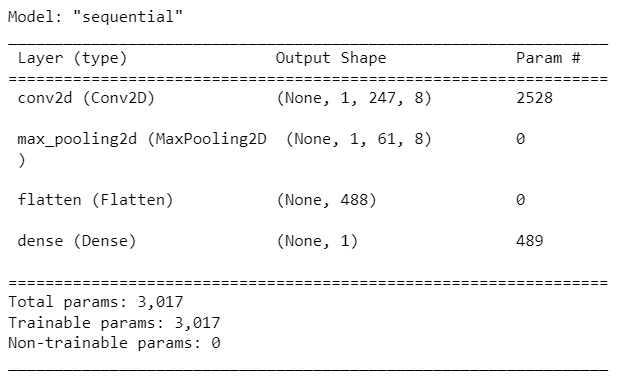 Model: "sequential"
_________________________________________________________________
Layer (type) Output Shape Param #
=================================================================
conv2d (Conv2D) (None, 1, 247, 8) 2528
max_pooling2d (MaxPooling2D (None, 1, 61, 8) 0
)
flatten (Flatten) (None, 488) 0
dense (Dense) (None, 1) 489
=================================================================
Total params: 3,017
Trainable params: 3,017
Non-trainable params: 0
_________________________________________________________________